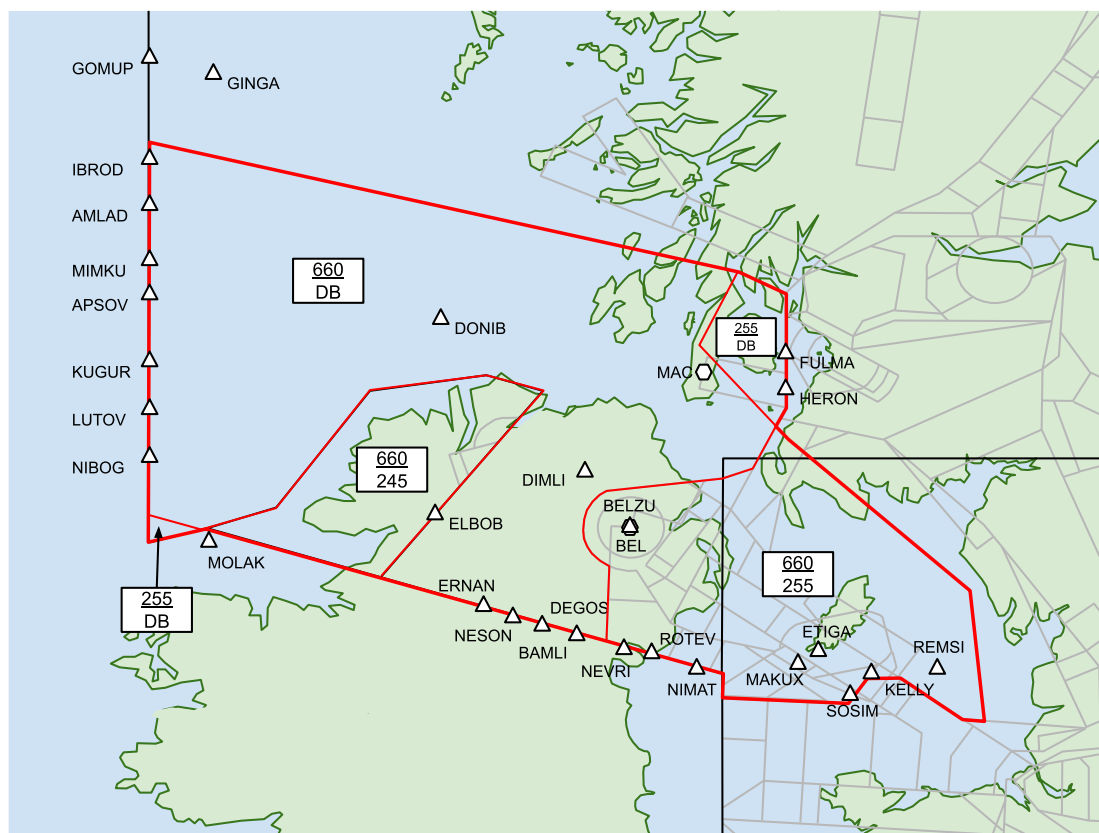 GOMUP
GINGA
IBROD
AMLAD
MIMKU
660
DB
APSOV
DONIB
255
DB
FULMA
KUGUR
MAC
HERON
LUTOV
NIBOG
660
245
DIMLI
BELZU
ELBOB
BEL
MOLAK
660
255
ERNAN
255
DB
DEGOS
NESON
ETIGA
ROTEV
REMSI
BAMLI
NEVRI
MAKUX
NIMAT
KELLY
SOSIM